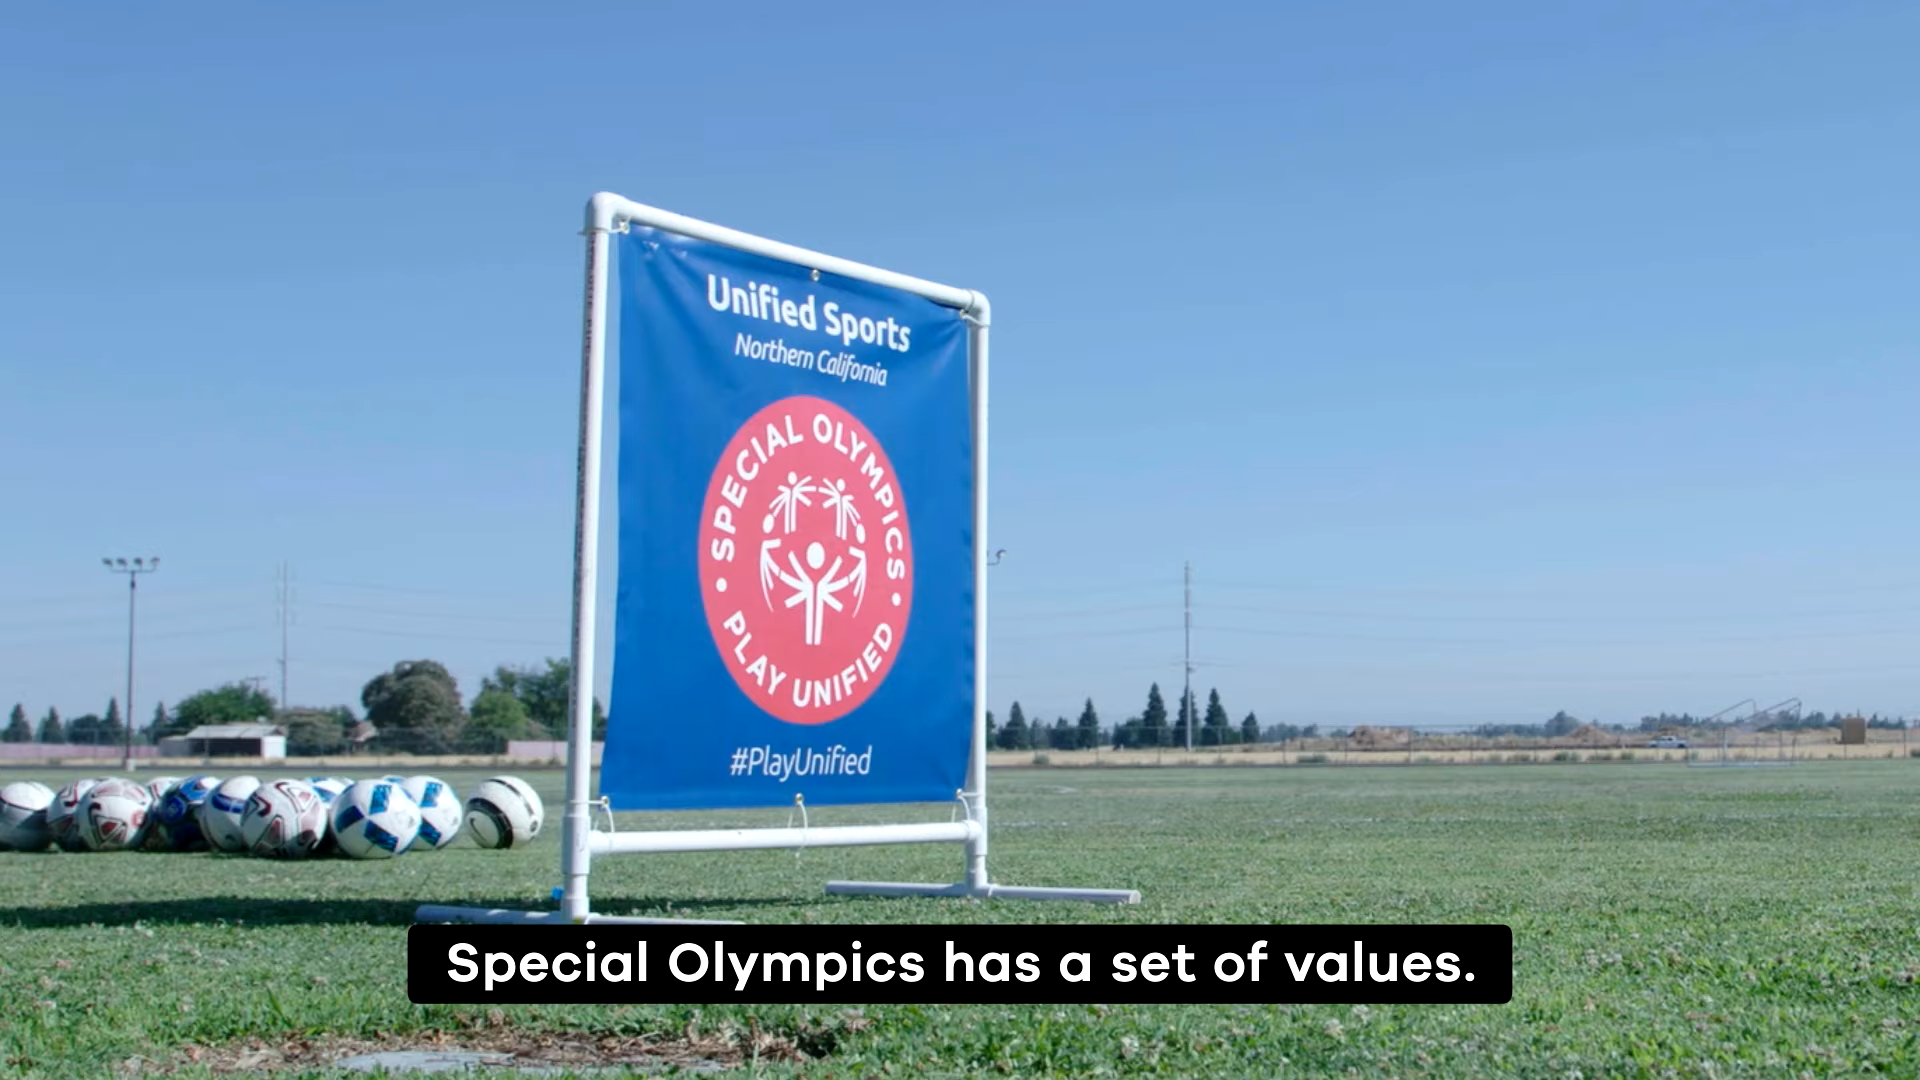 Unified Sports
Northern California
SPECIAL OLYMPICS
PLAY UNIFIED
#PlayUnified
Special Olympics has a set of values.